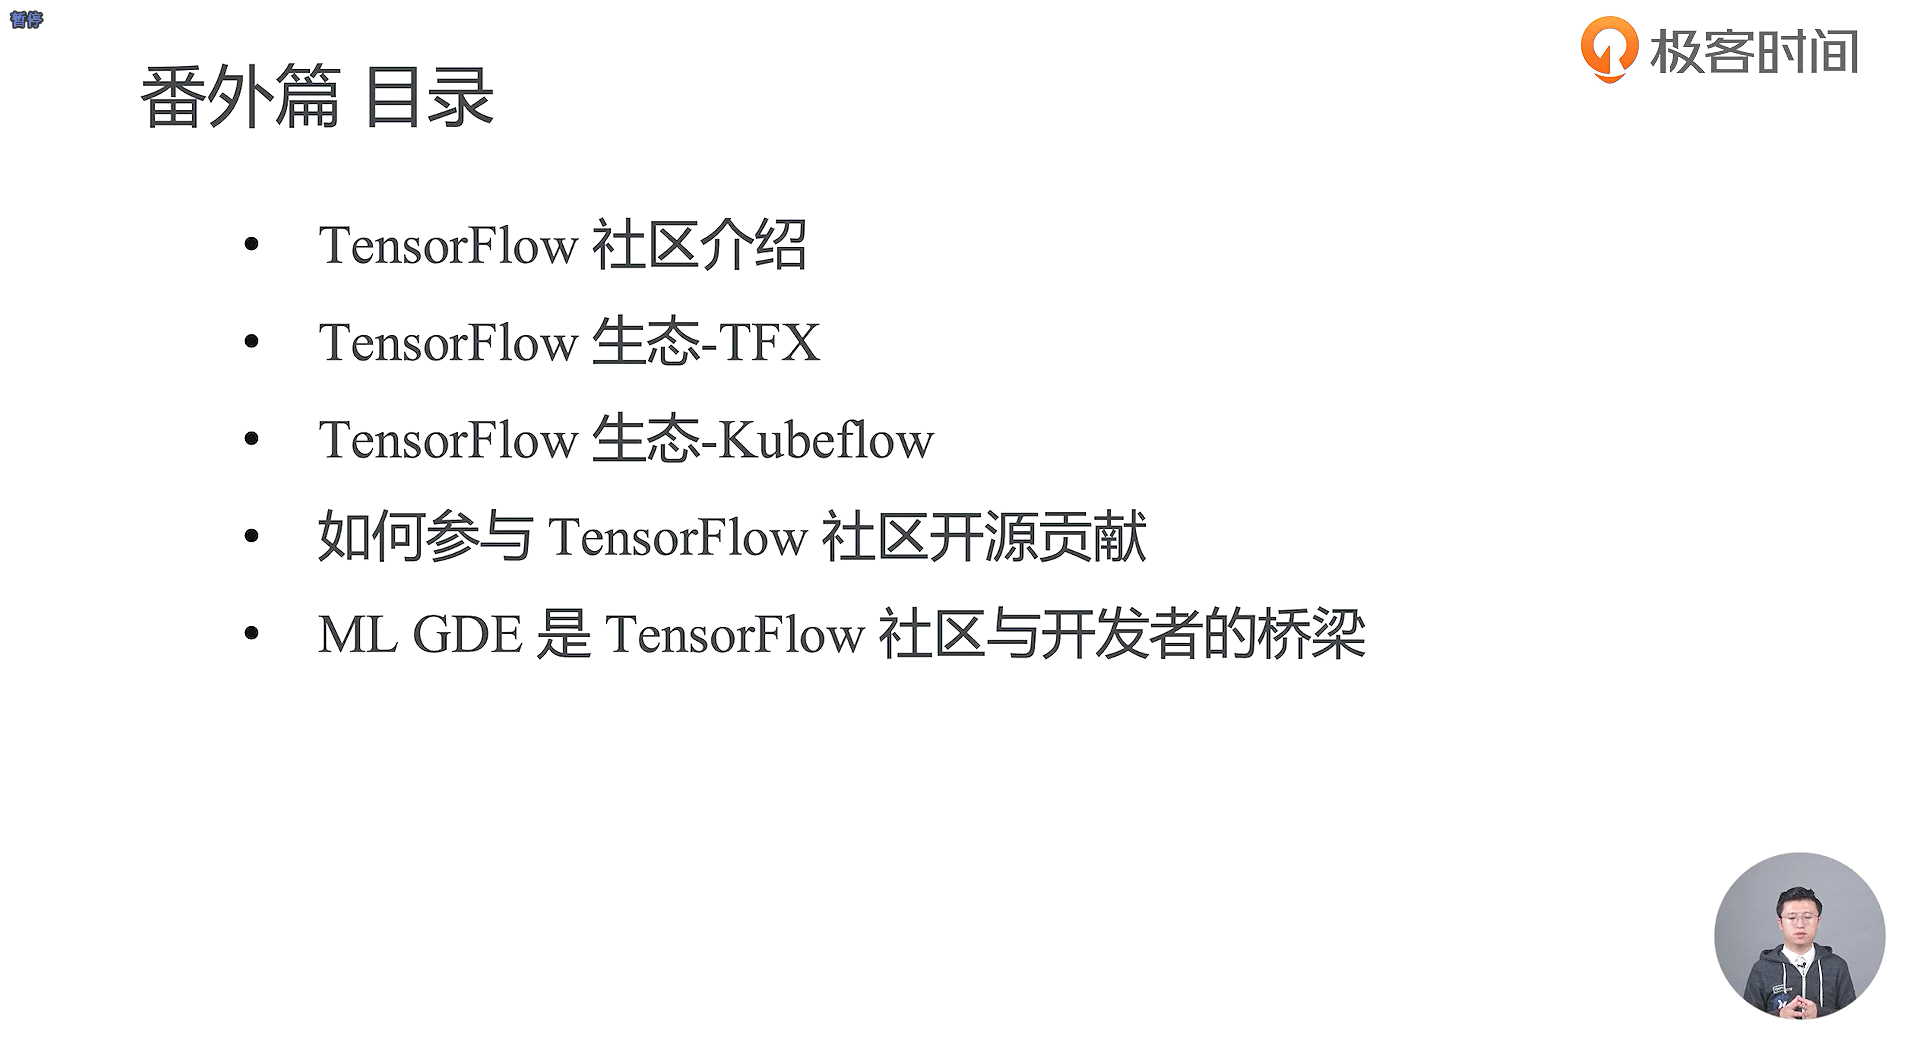 暂停
极客时间
番外篇 目录
• TensorFlow 社区介绍
• TensorFlow 生态-TFX
• TensorFlow 生态-Kubeflow
• 如何参与 TensorFlow 社区开源贡献
• ML GDE 是 TensorFlow 社区与开发者的桥梁